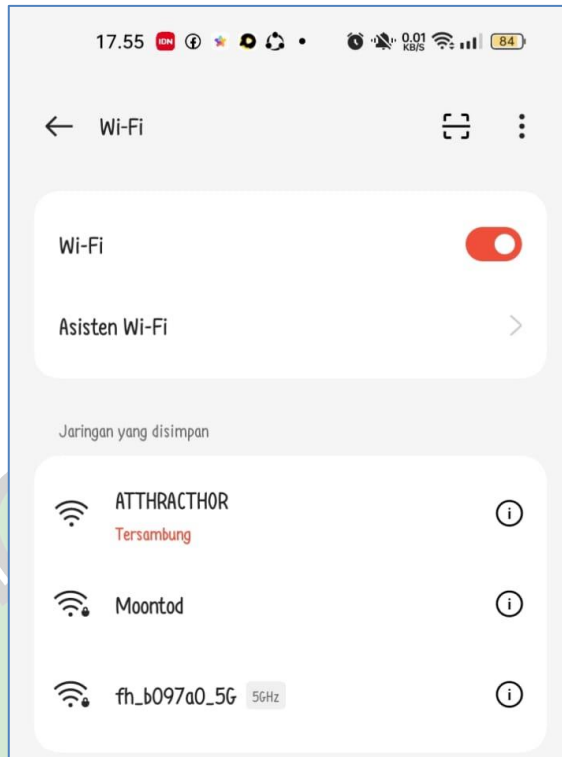 17.55 IDN 0.01 KB/S 84
Wi-Fi
Wi-Fi
Asisten Wi-Fi
Jaringan yang disimpan
ATTHRACTHOR
Tersambung
Moontod
fh_b097a0_5G 5GHz